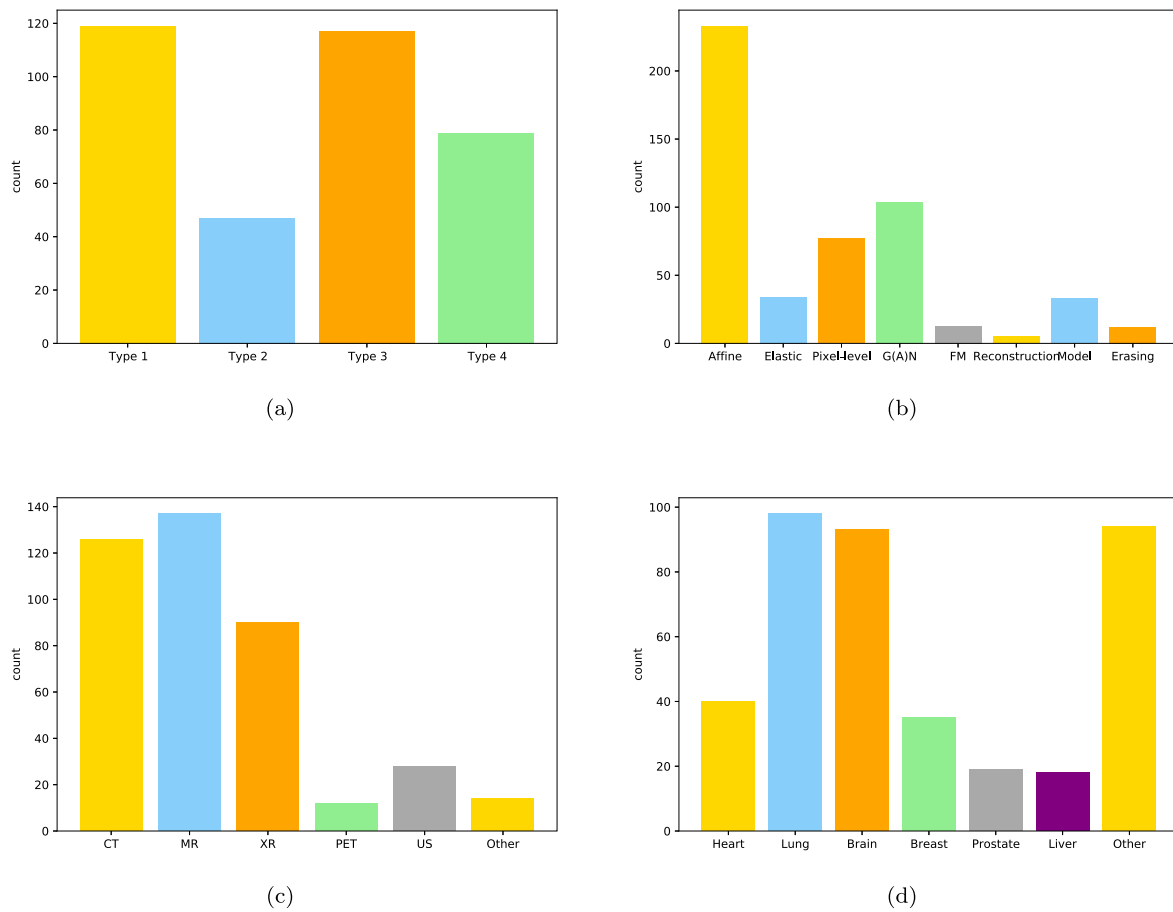 120
100
80
60
40
20
0
count
Type 1 Type 2 Type 3 Type 4
(a)
200
150
100
50
0
count
Affine Elastic Pixel-level G(A)N FM Reconstruction Model Erasing
(b)
140
120
100
80
60
40
20
0
count
CT MR XR PET US Other
(c)
100
80
60
40
20
0
count
Heart Lung Brain Breast Prostate Liver Other
(d)